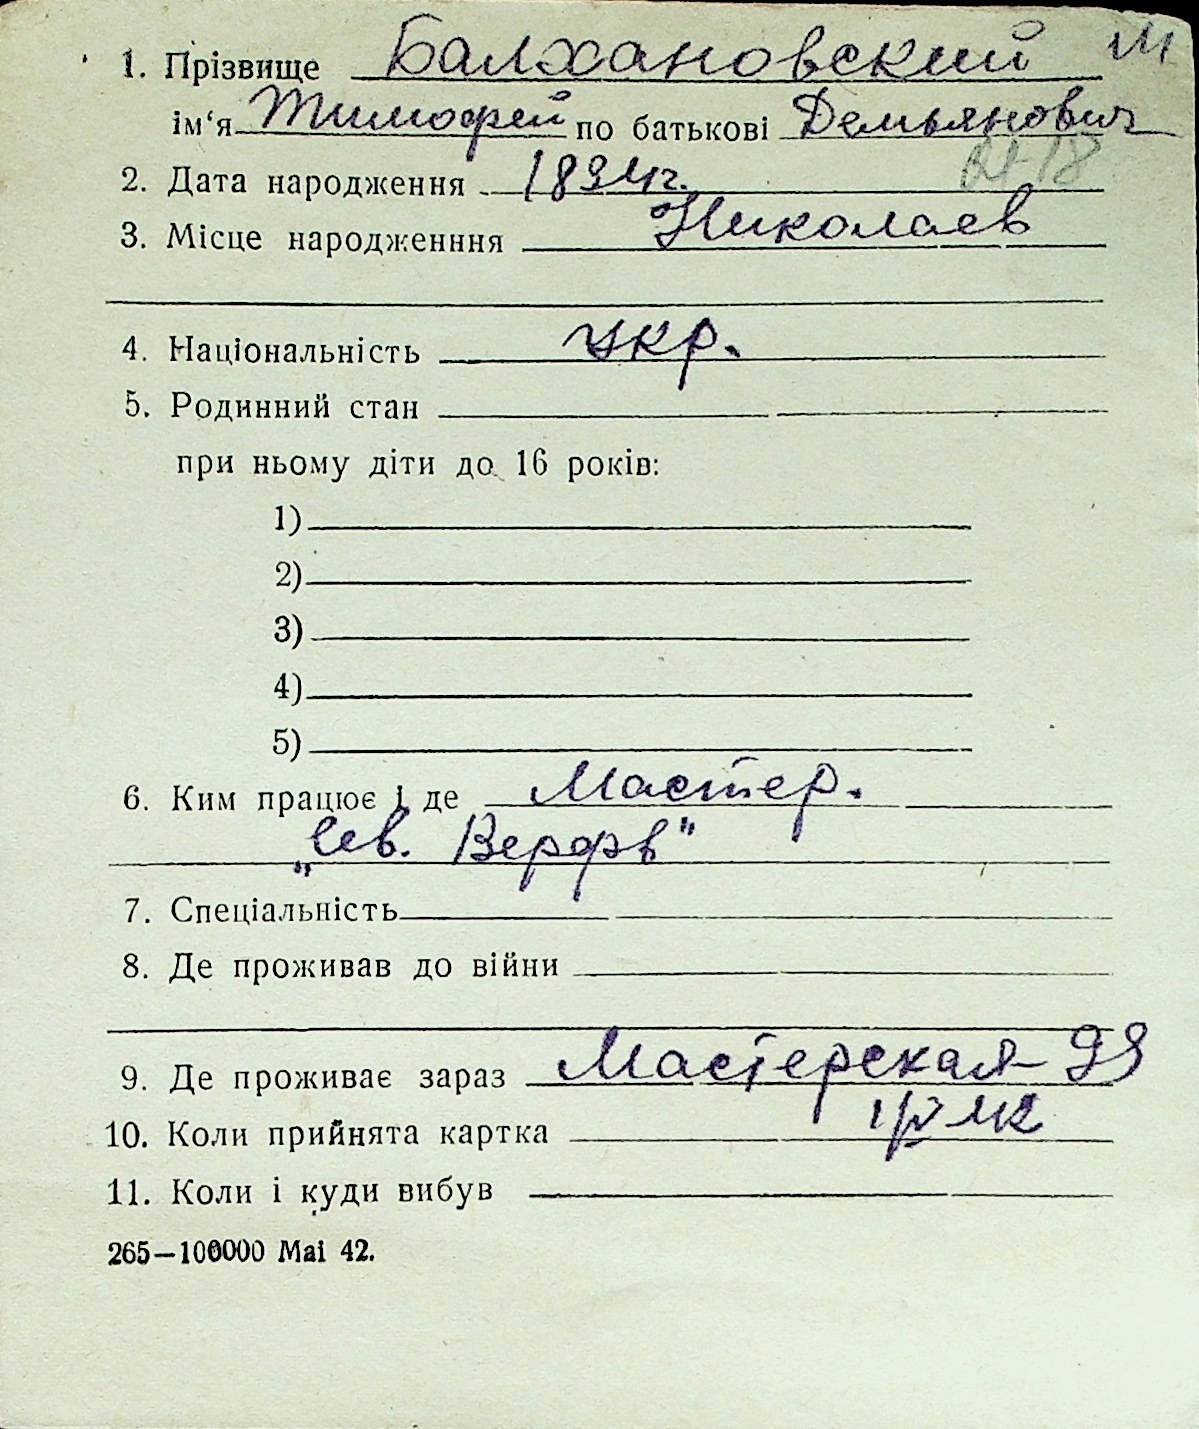 1. Прізвище Балхановский М
ім'я Тимофей по батькові Демьянович
2. Дата народження 1894г.
3. Місце народженння Николаев
4. Національність укр.
5. Родинний стан
при ньому діти до 16 років:
1)
2)
3)
4)
5)
6. Ким працює і де Мастер.
„Сев. Верфь"
7. Спеціальність
8. Де проживав до війни
9. Де проживає зараз Мастерская 99
10. Коли прийнята картка
11. Коли і куди вибув
265—100000 Mai 42.